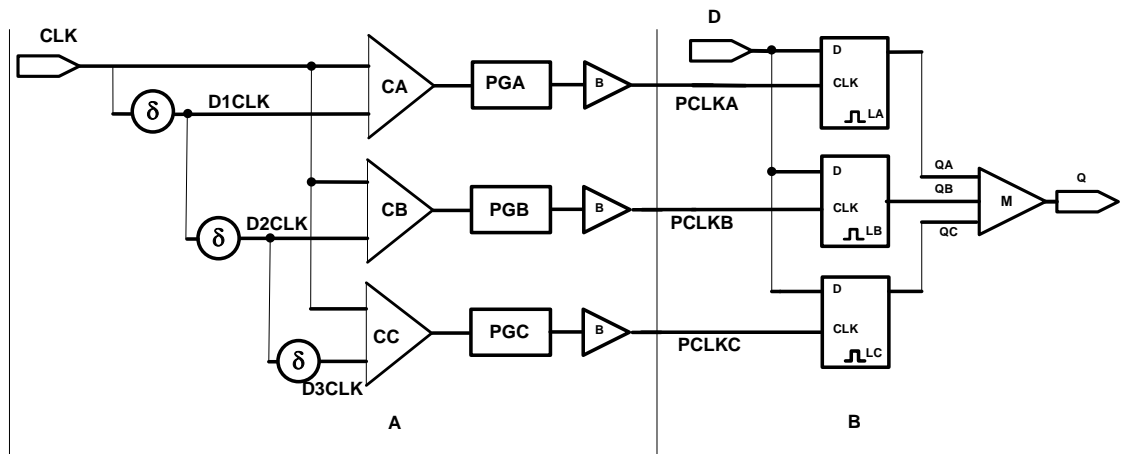 CLK
D
δ
D1CLK
CA
PGA
B
PCLKA
D
CLK
LA
δ
D2CLK
CB
PGB
B
PCLKB
D
CLK
LB
QA
QB
QC
M
Q
δ
D3CLK
CC
PGC
B
PCLKC
D
CLK
LC
A
B